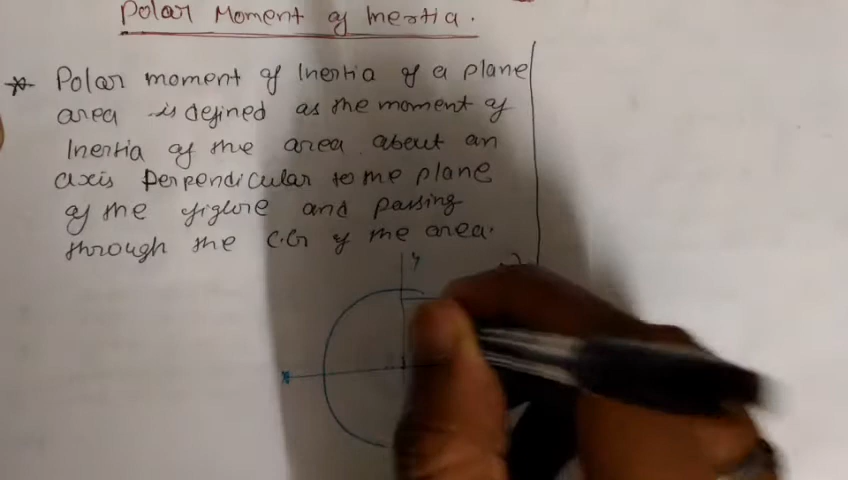 Polar Moment of Inertia.
* Polar moment of Inertia of a plane
area is defined as the moment of
Inertia of the area about an
axis perpendicular to the plane
of the figure and passing
through the C.G of the area.
y
x